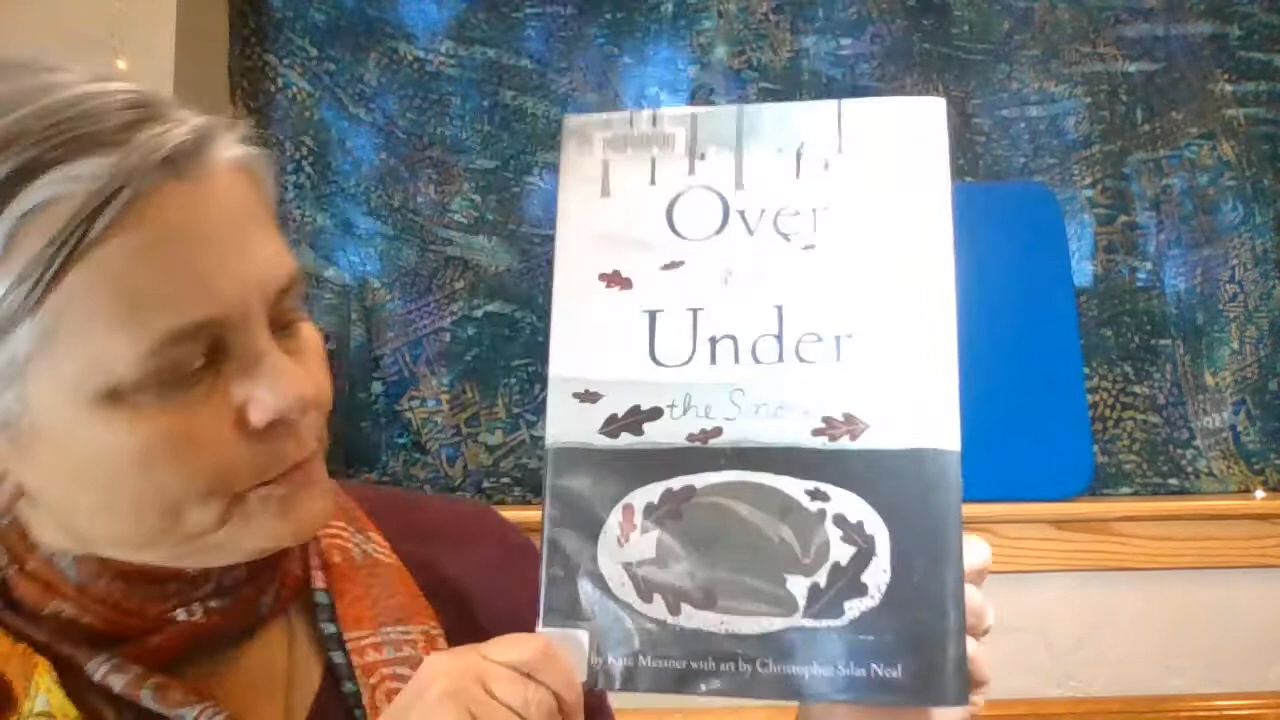 Over
Under
the Snow
by Kate Messner with art by Christopher Silas Neal